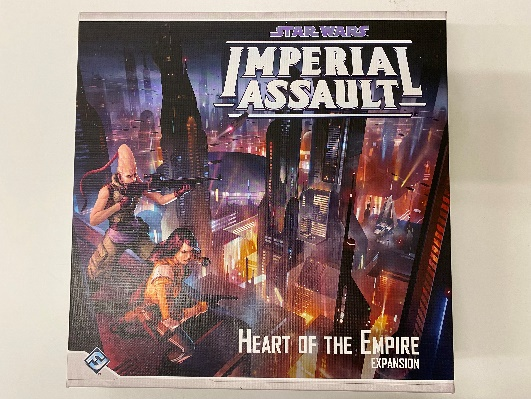 STAR WARS
IMPERIAL
ASSAULT
HEART OF THE EMPIRE
EXPANSION